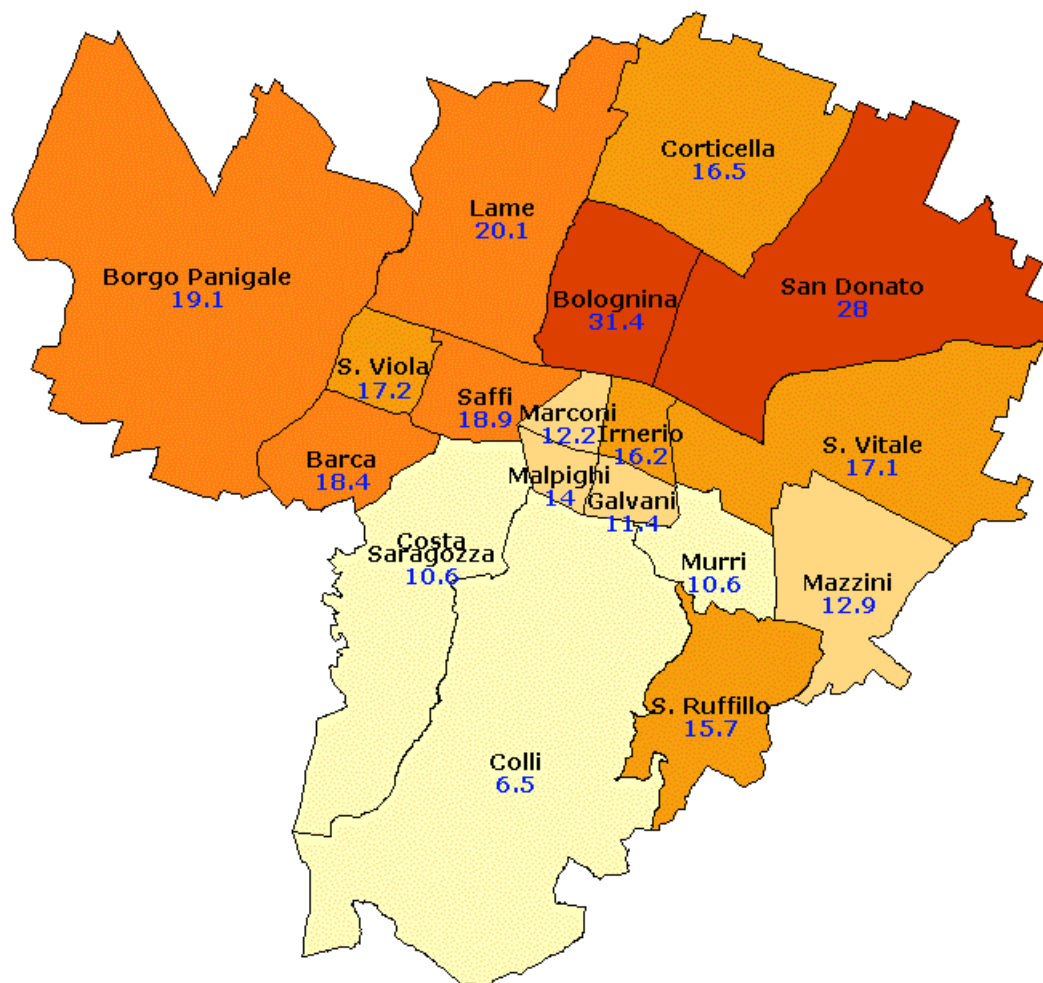 Corticella
16.5
Lame
20.1
Borgo Panigale
19.1
San Donato
28
Bolognina
31.4
S. Viola
17.2
Saffi
18.9
Marconi
12.2
Irnerio
16.2
S. Vitale
17.1
Barca
18.4
Malpighi
14
Galvani
11.4
Costa
Saragozza
10.6
Murri
10.6
Mazzini
12.9
S. Ruffillo
15.7
Colli
6.5